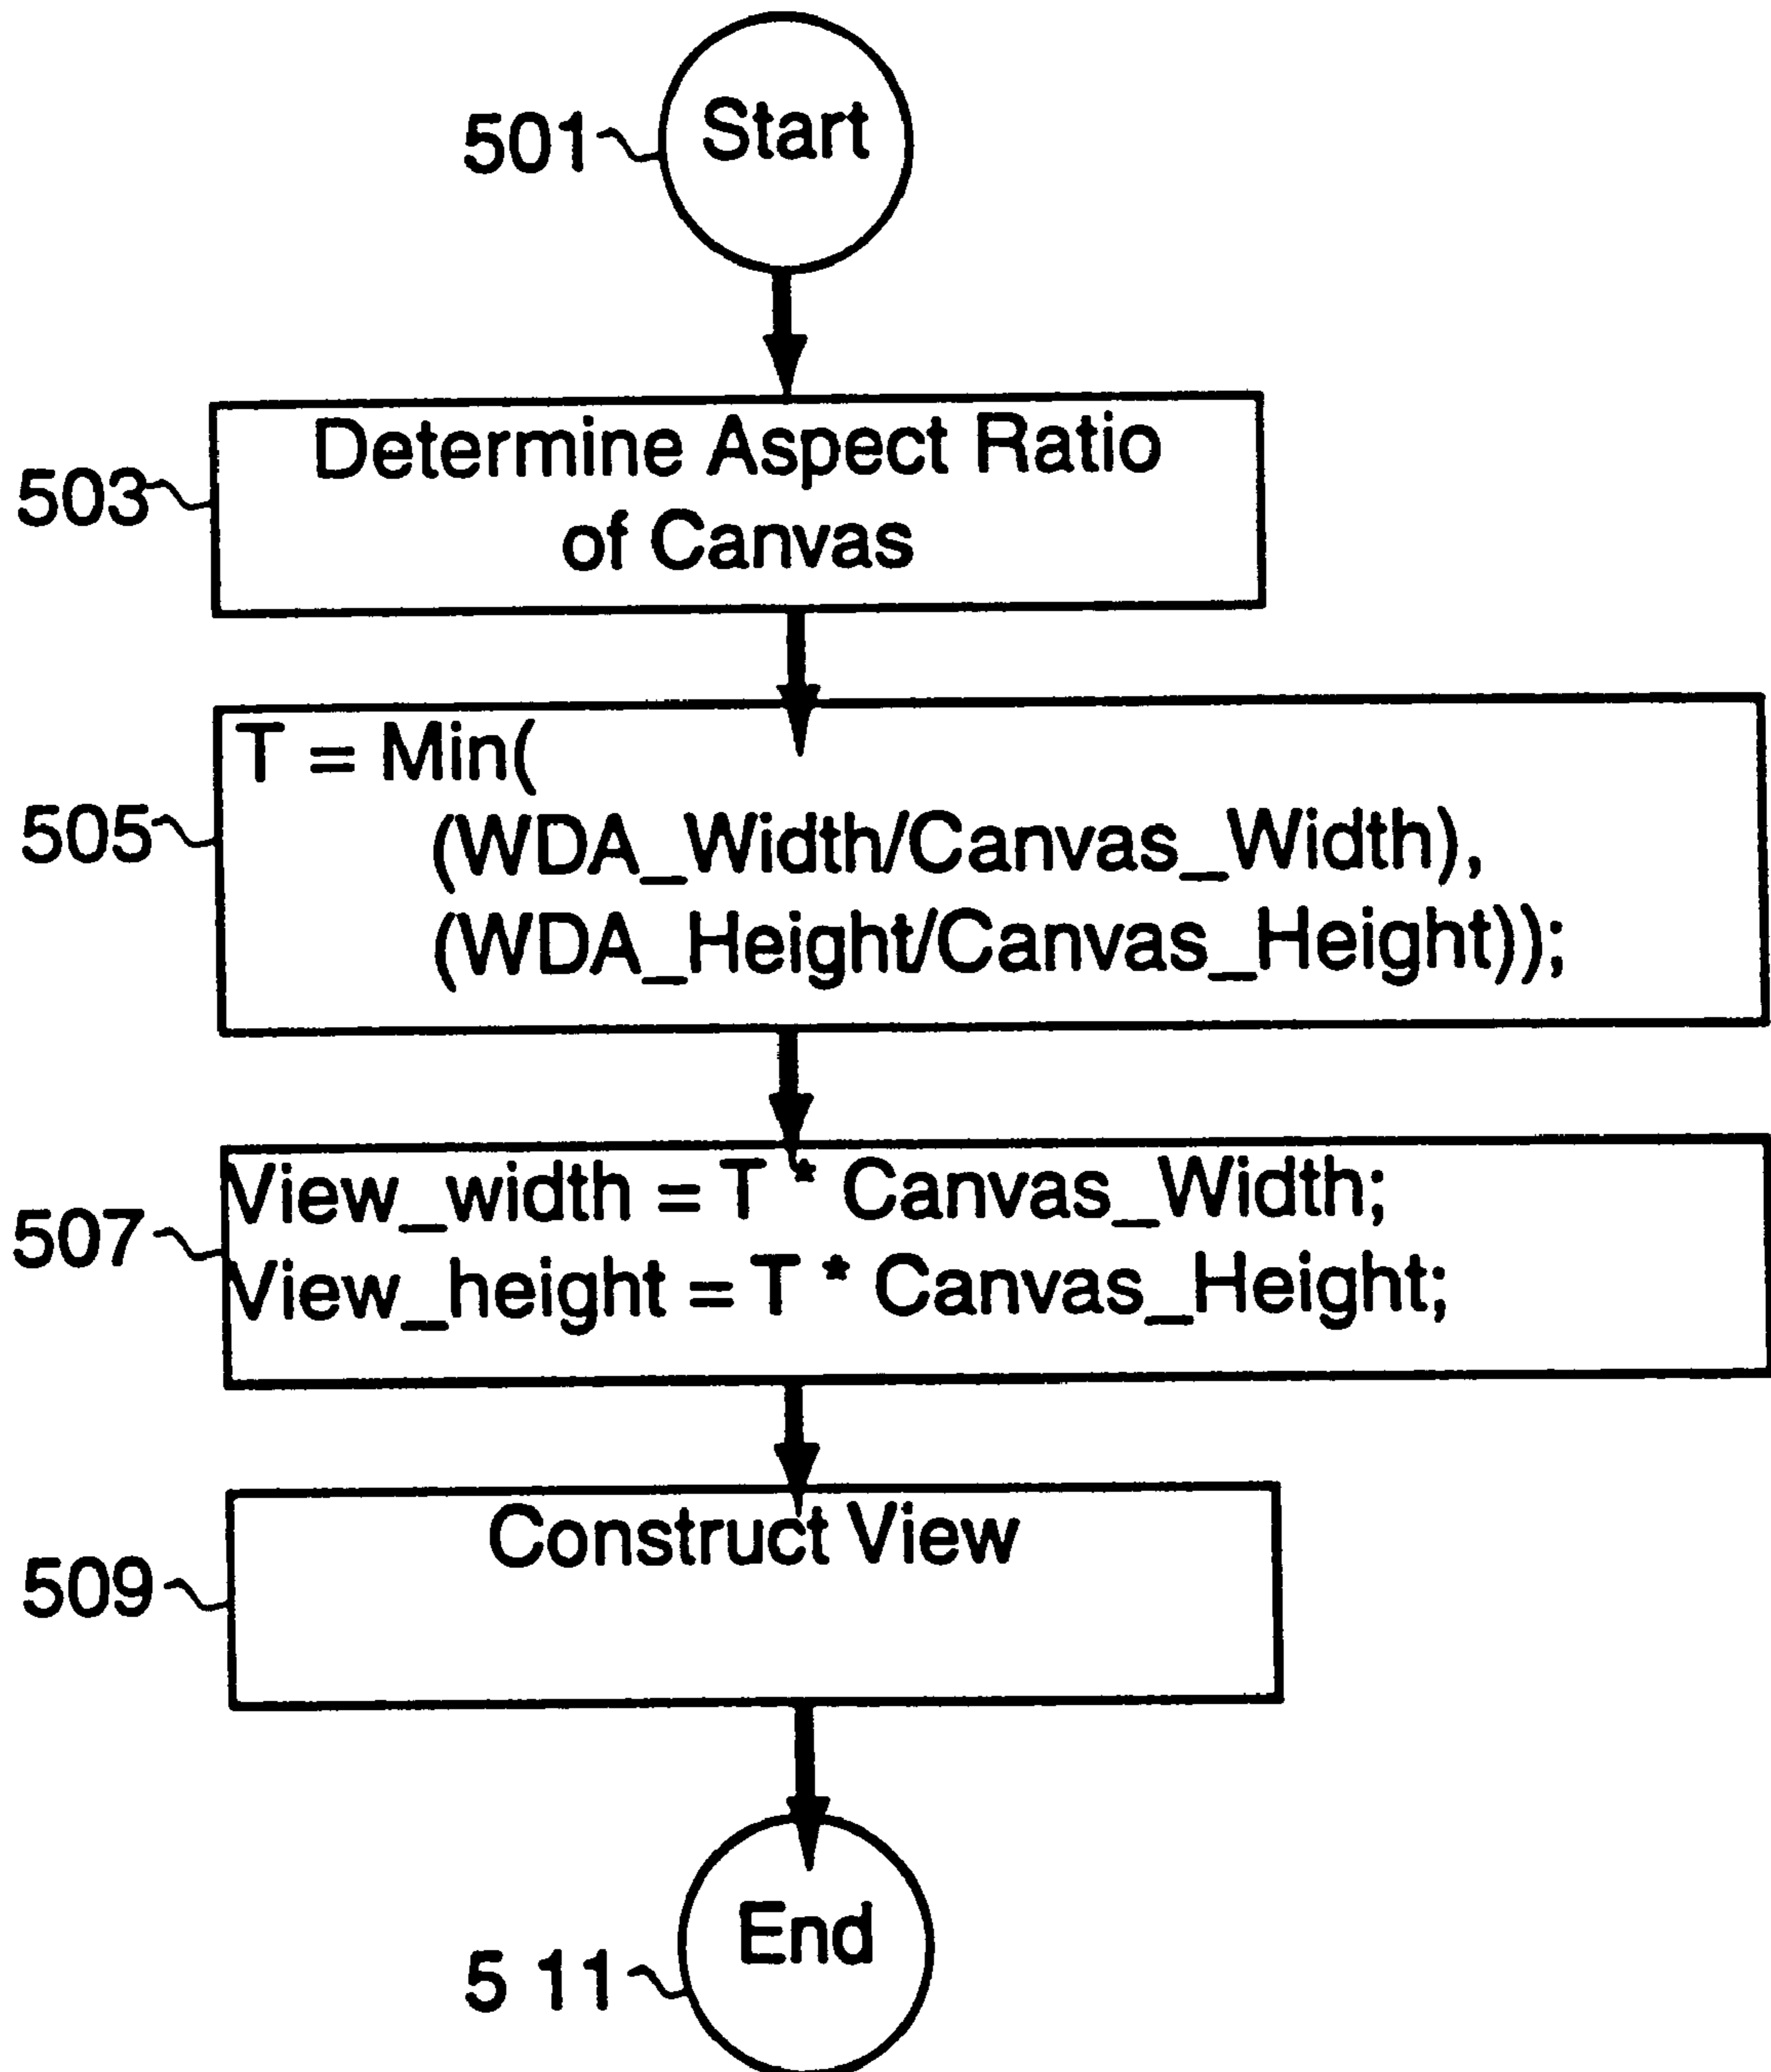 501
Start
503
Determine Aspect Ratio
of Canvas
505
T = Min(
(WDA_Width/Canvas_Width),
(WDA_Height/Canvas_Height));
507
View_width = T * Canvas_Width;
View_height = T * Canvas_Height;
509
Construct View
End
5 11